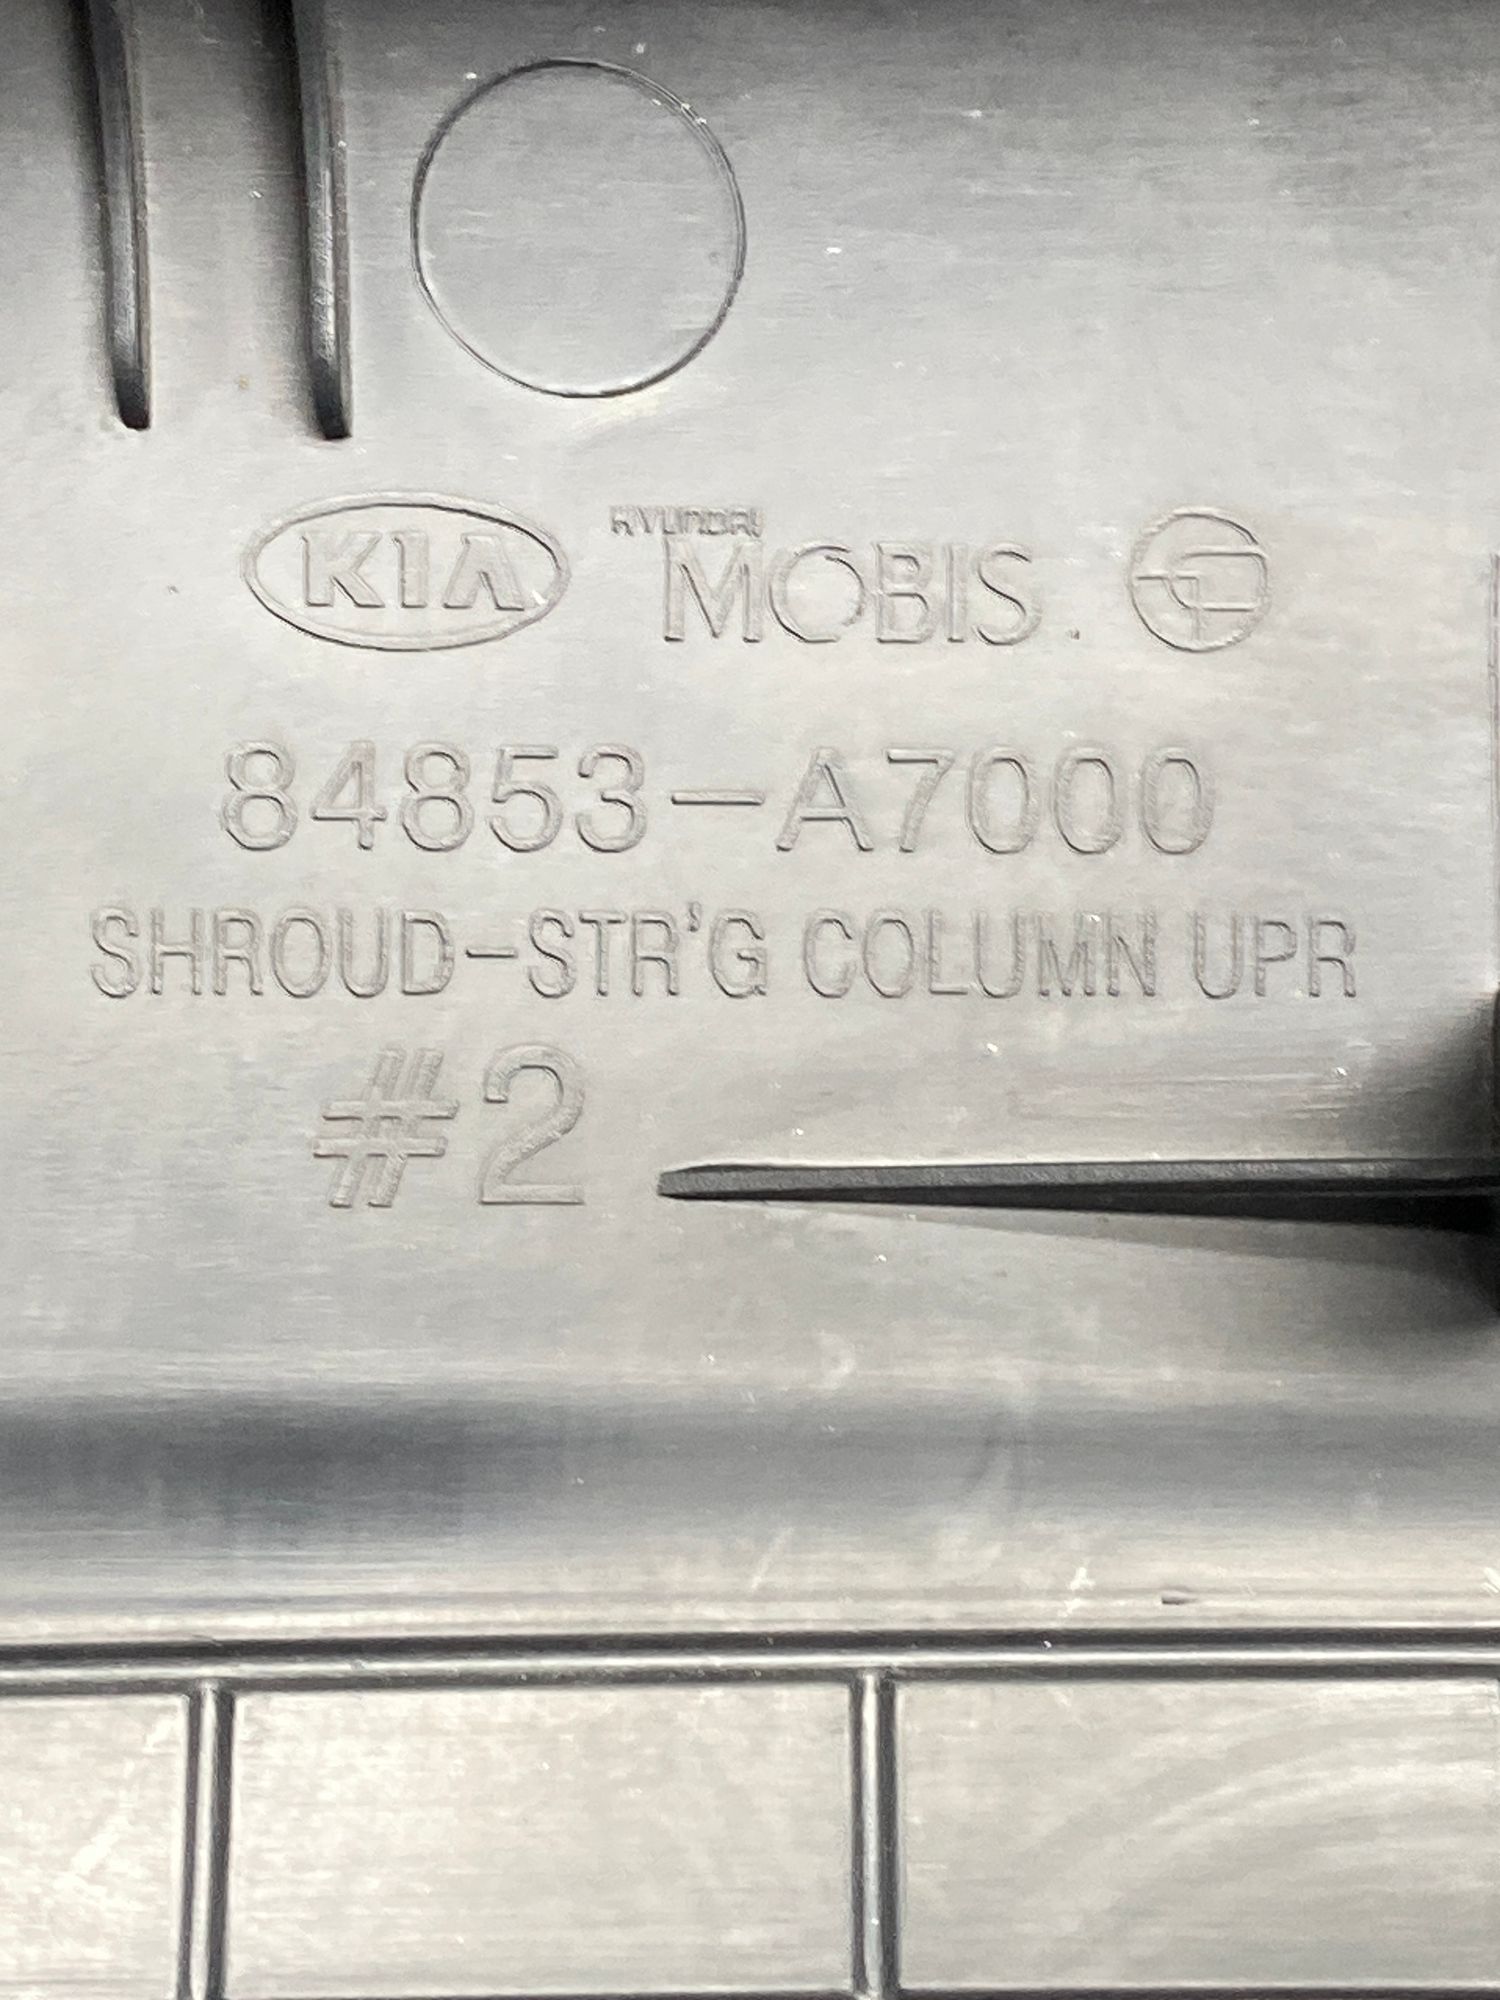 KIA HYUNDAI MOBIS
84853-A7000
SHROUD-STR'G COLUMN UPR
#2